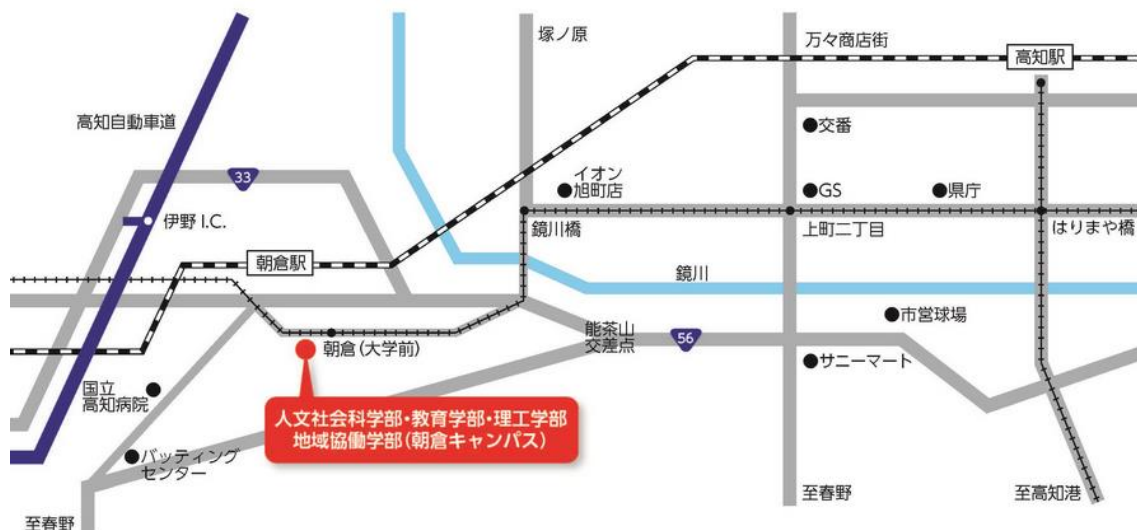 塚ノ原
万々商店街
高知駅
高知自動車道
交番
33
イオン
旭町店
GS
県庁
伊野 I.C.
鏡川橋
上町二丁目
はりまや橋
朝倉駅
鏡川
市営球場
能茶山
交差点
56
朝倉(大学前)
サニーマート
国立
高知病院
人文社会科学部・教育学部・理工学部
地域協働学部(朝倉キャンパス)
バッティング
センター
至春野
至高知港
至春野